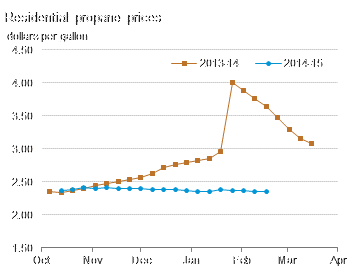 Residential propane prices
dollars per gallon
4.50
2013-14 2014-15
4.00
3.50
3.00
2.50
2.00
1.50
Oct Nov Dec Jan Feb Mar Apr